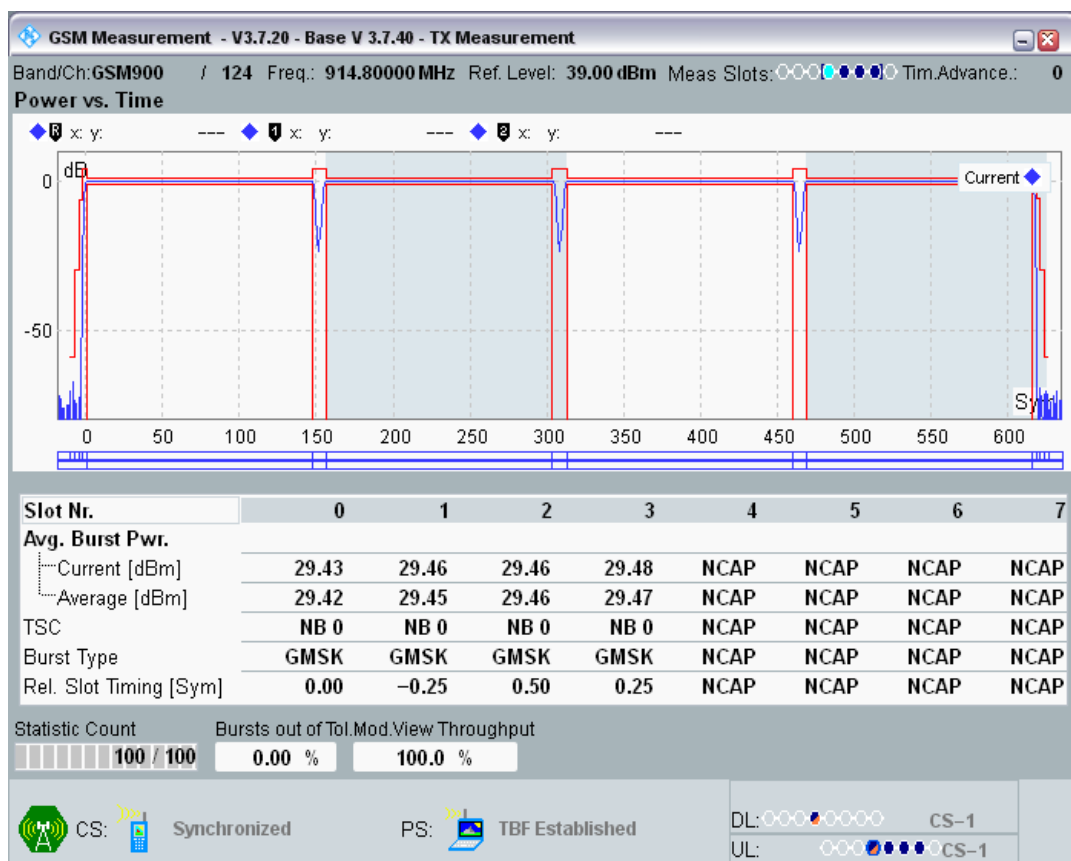 GSM Measurement - V3.7.20 - Base V 3.7.40 - TX Measurement
Band/Ch:GSM900 / 124 Freq.: 914.80000 MHz Ref. Level: 39.00 dBm Meas Slots: Tim.Advance.: 0
Power vs. Time
R x: y: --- 1 x: y: --- 2 x: y: ---
dB
0 Current
-50
0 50 100 150 200 250 300 350 400 450 500 550 600
Slot Nr. 0 1 2 3 4 5 6 7
Avg. Burst Pwr.
Current [dBm] 29.43 29.46 29.46 29.48 NCAP NCAP NCAP NCAP
Average [dBm] 29.42 29.45 29.46 29.47 NCAP NCAP NCAP NCAP
TSC NB 0 NB 0 NB 0 NB 0 NCAP NCAP NCAP NCAP
Burst Type GMSK GMSK GMSK GMSK NCAP NCAP NCAP NCAP
Rel. Slot Timing [Sym] 0.00 −0.25 0.50 0.25 NCAP NCAP NCAP NCAP
Statistic Count Bursts out of Tol. Mod.View Throughput
100 / 100 0.00 % 100.0 %
CS: Synchronized PS: TBF Established
DL: CS−1
UL: CS−1